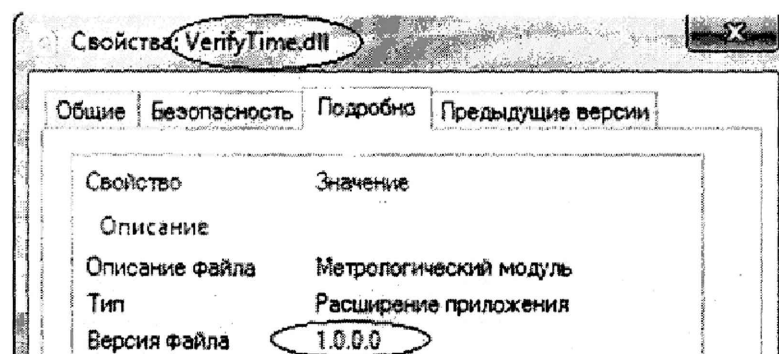 Свойства: VerifyTime.dll
Общие Безопасность Подробно Предыдущие версии
Свойство Значение
Описание
Описание файла Метрологический модуль
Тип Расширение приложения
Версия файла 1.0.0.0